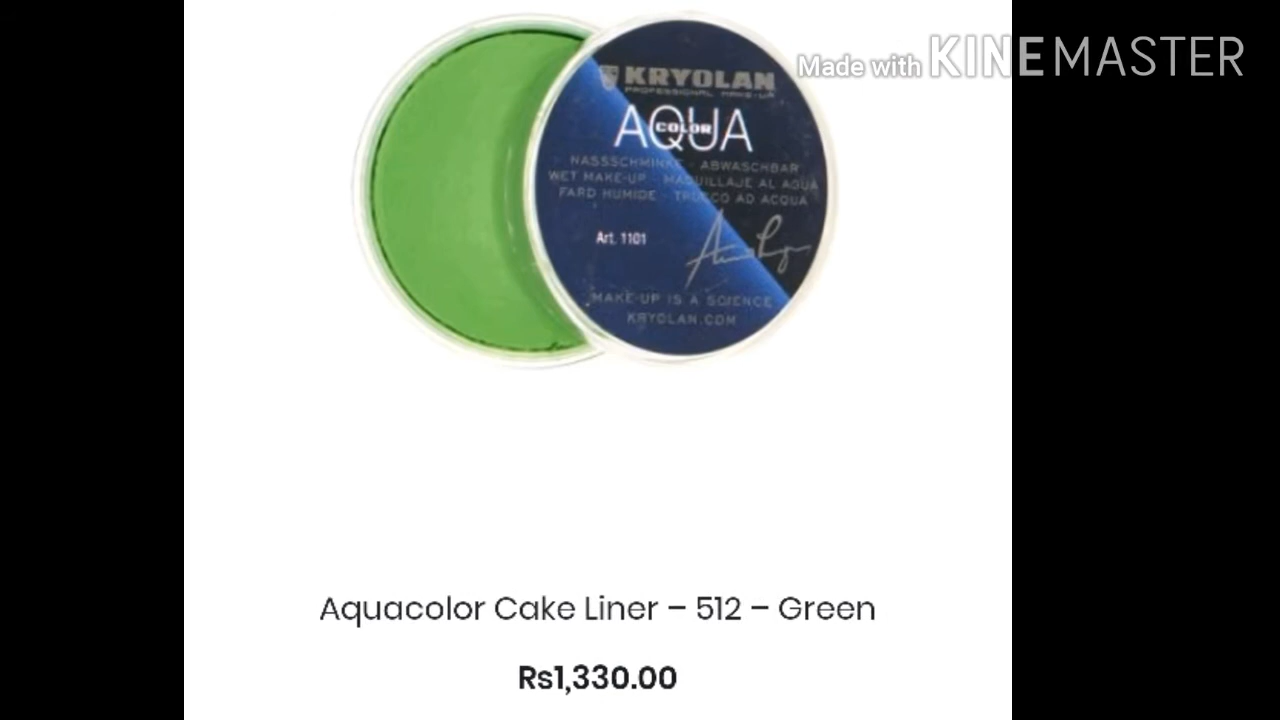 Made with KINEMASTER
KRYOLAN
PROFESSIONAL MAKE-UP
AQUA
COLOR
NASSSCHMINKE - ABWASCHBAR
WET MAKE-UP MAQUILLAJE AL AGUA
FARD HUMIDE TRUCCO AD ACQUA
Art. 1101
MAKE-UP IS A SCIENCE
KRYOLAN.COM
Aquacolor Cake Liner – 512 – Green
Rs1,330.00